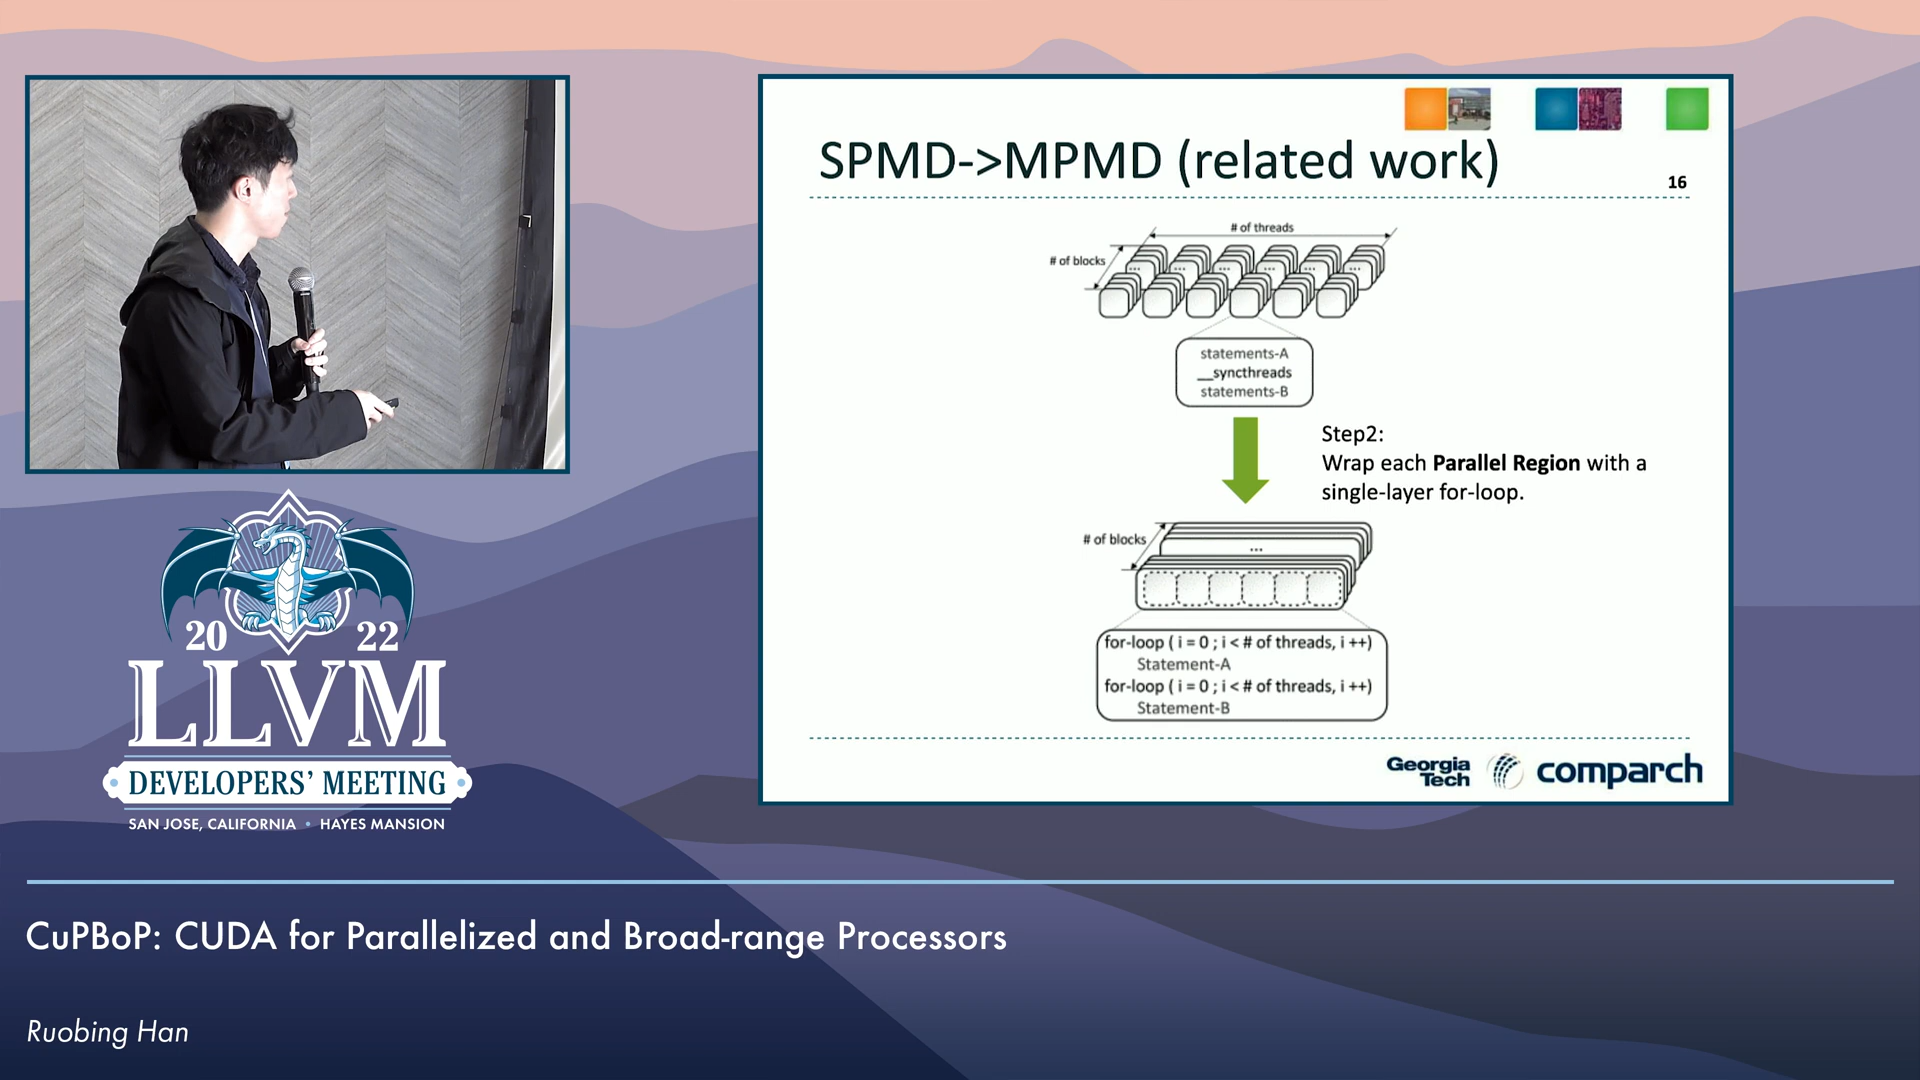 SPMD->MPMD (related work)
16
# of threads
# of blocks
...
statements-A
__syncthreads
statements-B
Step2:
Wrap each Parallel Region with a
single-layer for-loop.
# of blocks
...
for-loop ( i = 0 ; i < # of threads, i ++)
Statement-A
for-loop ( i = 0 ; i < # of threads, i ++)
Statement-B
Georgia
Tech
comparch
20 22
LLVM
DEVELOPERS' MEETING
SAN JOSE, CALIFORNIA • HAYES MANSION
CuPBoP: CUDA for Parallelized and Broad-range Processors
Ruobing Han